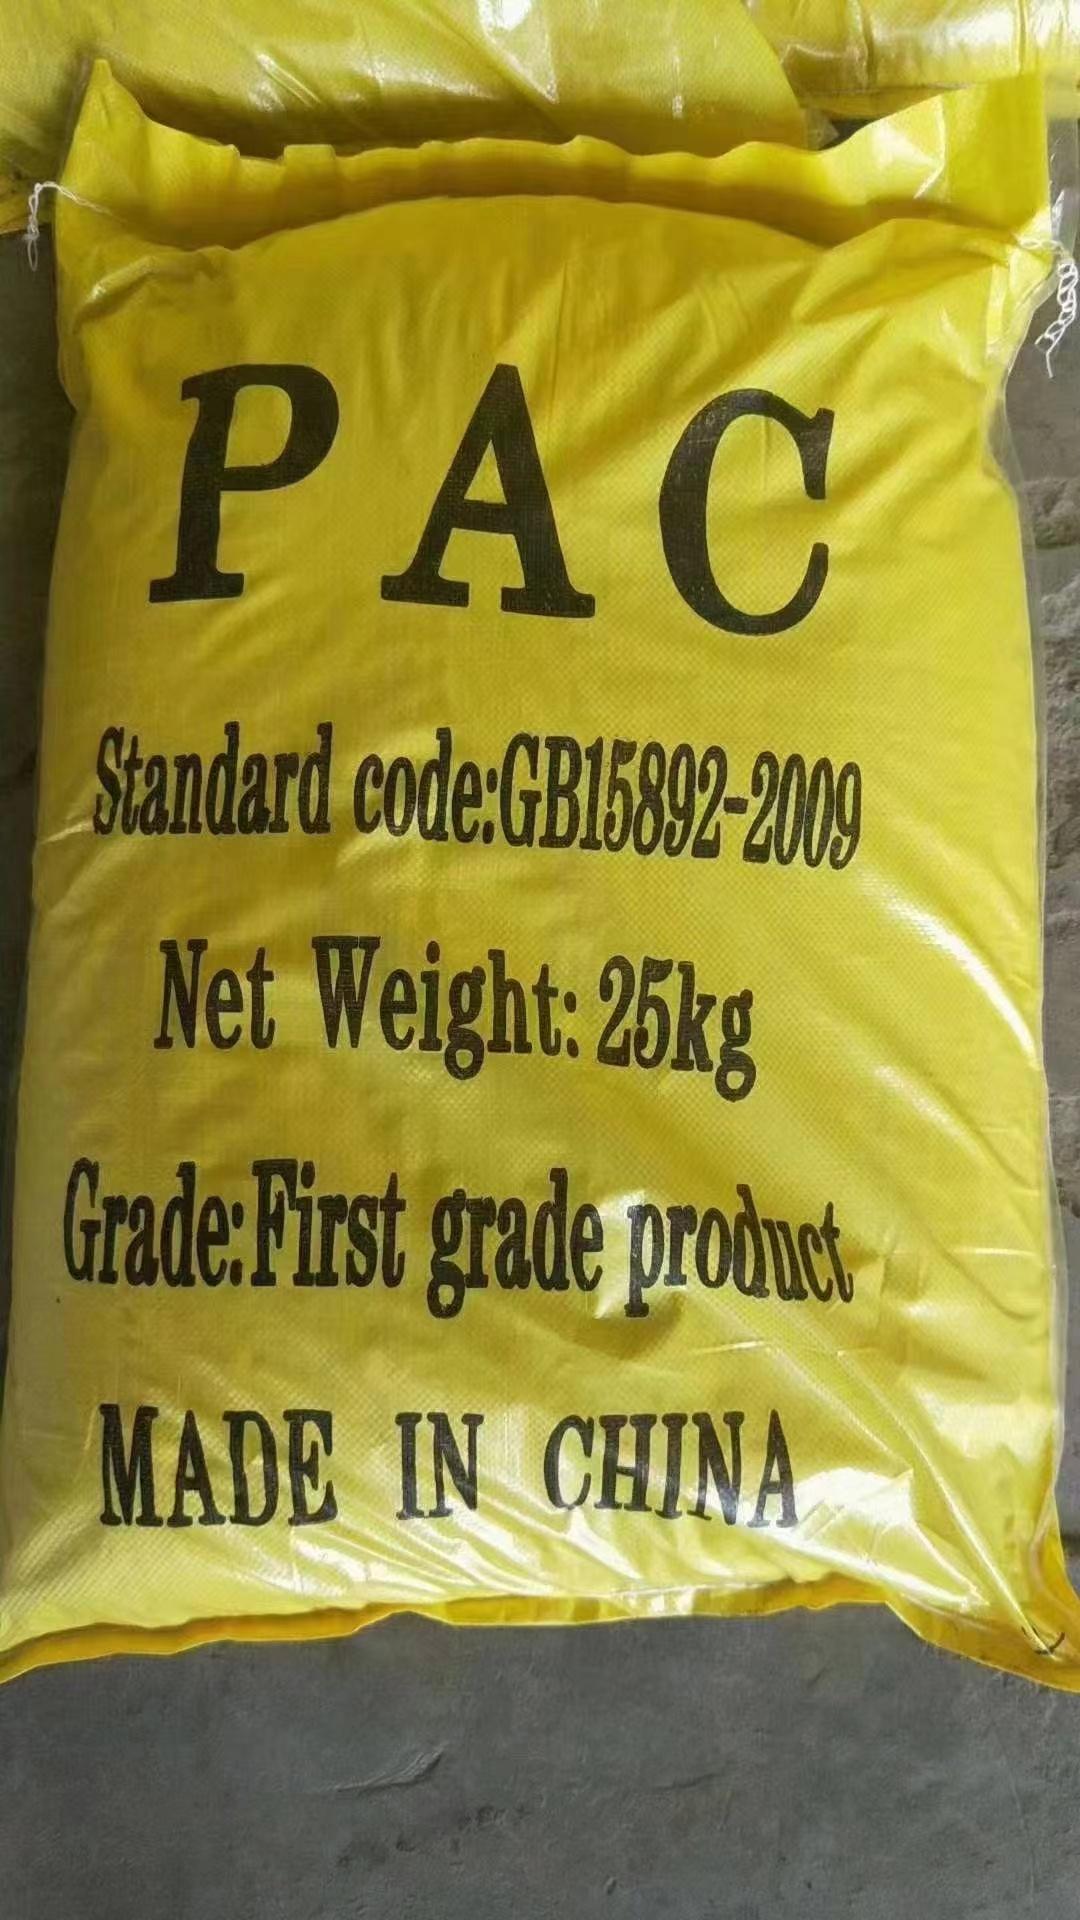 PAC
Standard code:GB15892-2009
Net Weight: 25kg
Grade:First grade product
MADE IN CHINA